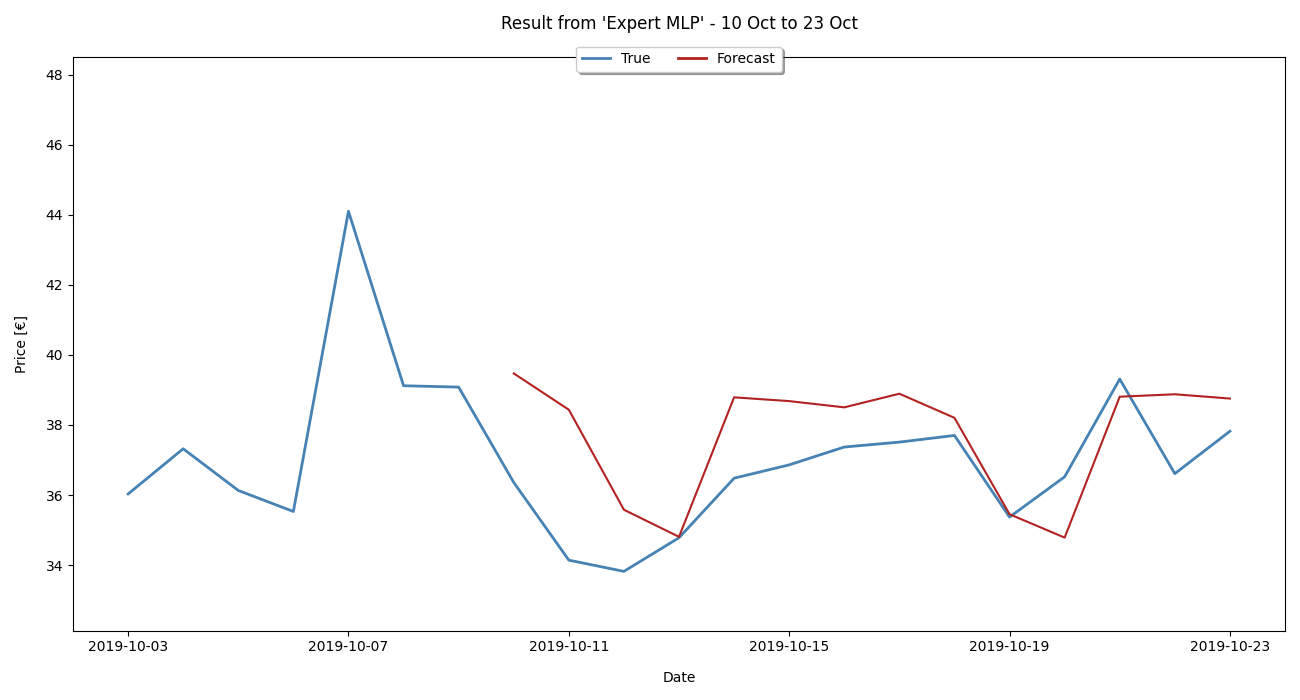 Result from 'Expert MLP' - 10 Oct to 23 Oct
True
Forecast
48
46
44
42
40
38
36
34
Price [€]
2019-10-03
2019-10-07
2019-10-11
2019-10-15
2019-10-19
2019-10-23
Date